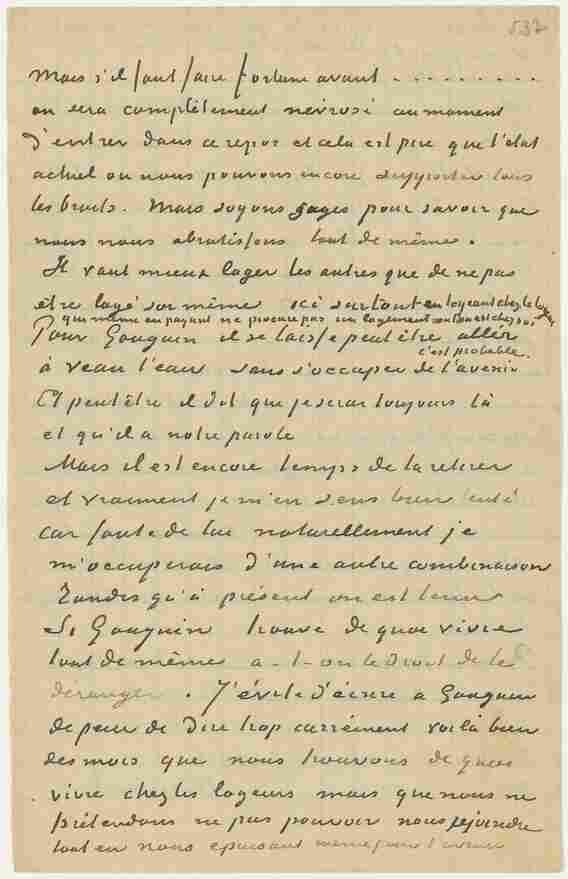 537
Mais s'il faut faire fortune avant . . . . . . . .
on sera complètement névrosé au moment
d'entrer dans ce repos et cela est pire que l'état
actuel ou nous pouvons encore supporter tous
les bruits. Mais soyons sages pour savoir que
nous nous abrutissons tout de même.
Il vaut mieux loger les autres que de ne pas
être logé soi même ici surtout en logeant chez le logeur
qui même en payant ne procure pas un logement où l'on est chez soi
Pour Gauguin il se laisse peut être aller
c'est probable.
à veau l'eau sans s'occuper de l'avenir
Et peut être il dit que je serai toujours là
et qu'il a notre parole
Mais il est encore temps de la retirer
et vraiment je m'en sens bien tenté
car faute de lui naturellement je
m'occuperais d'une autre combinaison
Tandis qu'à présent on est tenu
Si Gauguin trouve de quoi vivre
tout de même a-t-on le droit de le
déranger. J'évite d'écrire a Gauguin
de peur de dire trop carrément voilà bien
des mois que nous trouvons de quoi
vivre chez les logeurs mais que nous ne
prétendons ne pas pouvoir nous rejoindre
tout en nous épuisant même pour l'avenir